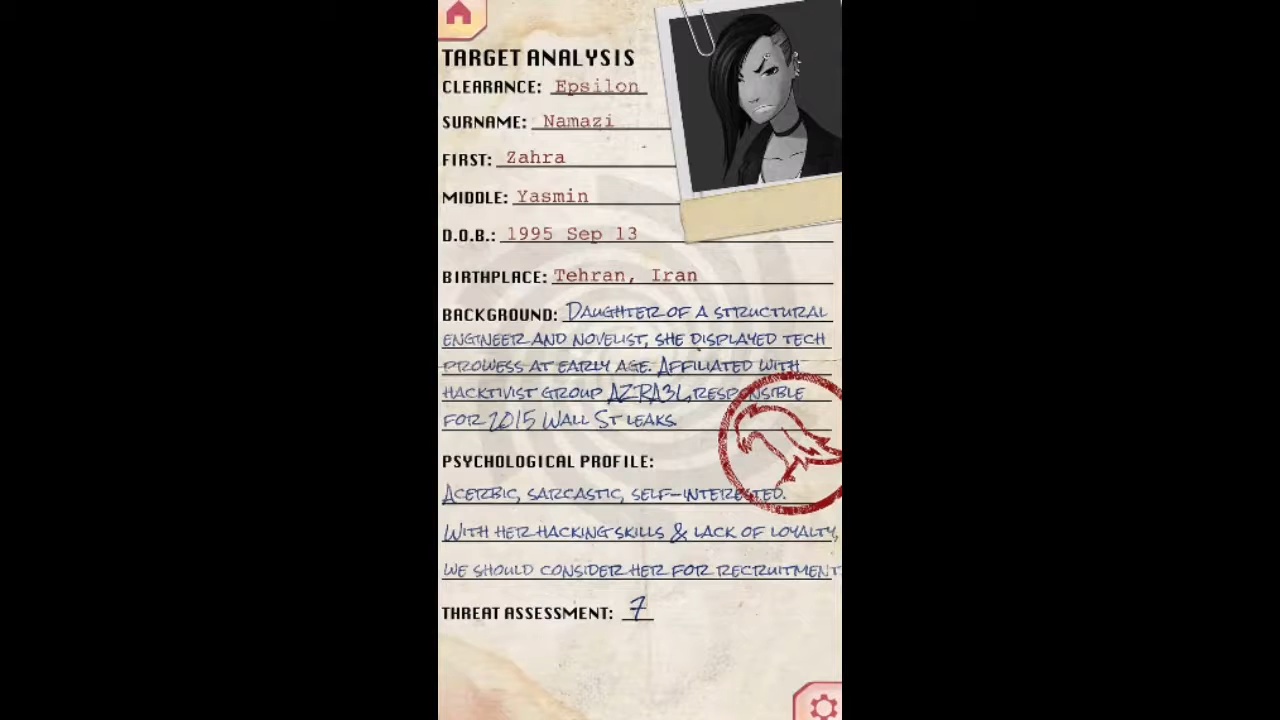 TARGET ANALYSIS
CLEARANCE: Epsilon
SURNAME: Namazi
FIRST: Zahra
MIDDLE: Yasmin
D.O.B.: 1995 Sep 13
BIRTHPLACE: Tehran, Iran
BACKGROUND: DAUGHTER OF A STRUCTURAL
ENGINEER AND NOVELIST, SHE DISPLAYED TECH
PROWESS AT EARLY AGE. AFFILIATED WITH
HACKTIVIST GROUP AZRA3L, RESPONSIBLE
FOR 2015 WALL ST LEAKS.
PSYCHOLOGICAL PROFILE:
ACERBIC, SARCASTIC, SELF-INTERESTED.
WITH HER HACKING SKILLS & LACK OF LOYALTY,
WE SHOULD CONSIDER HER FOR RECRUITMENT.
THREAT ASSESSMENT: 7